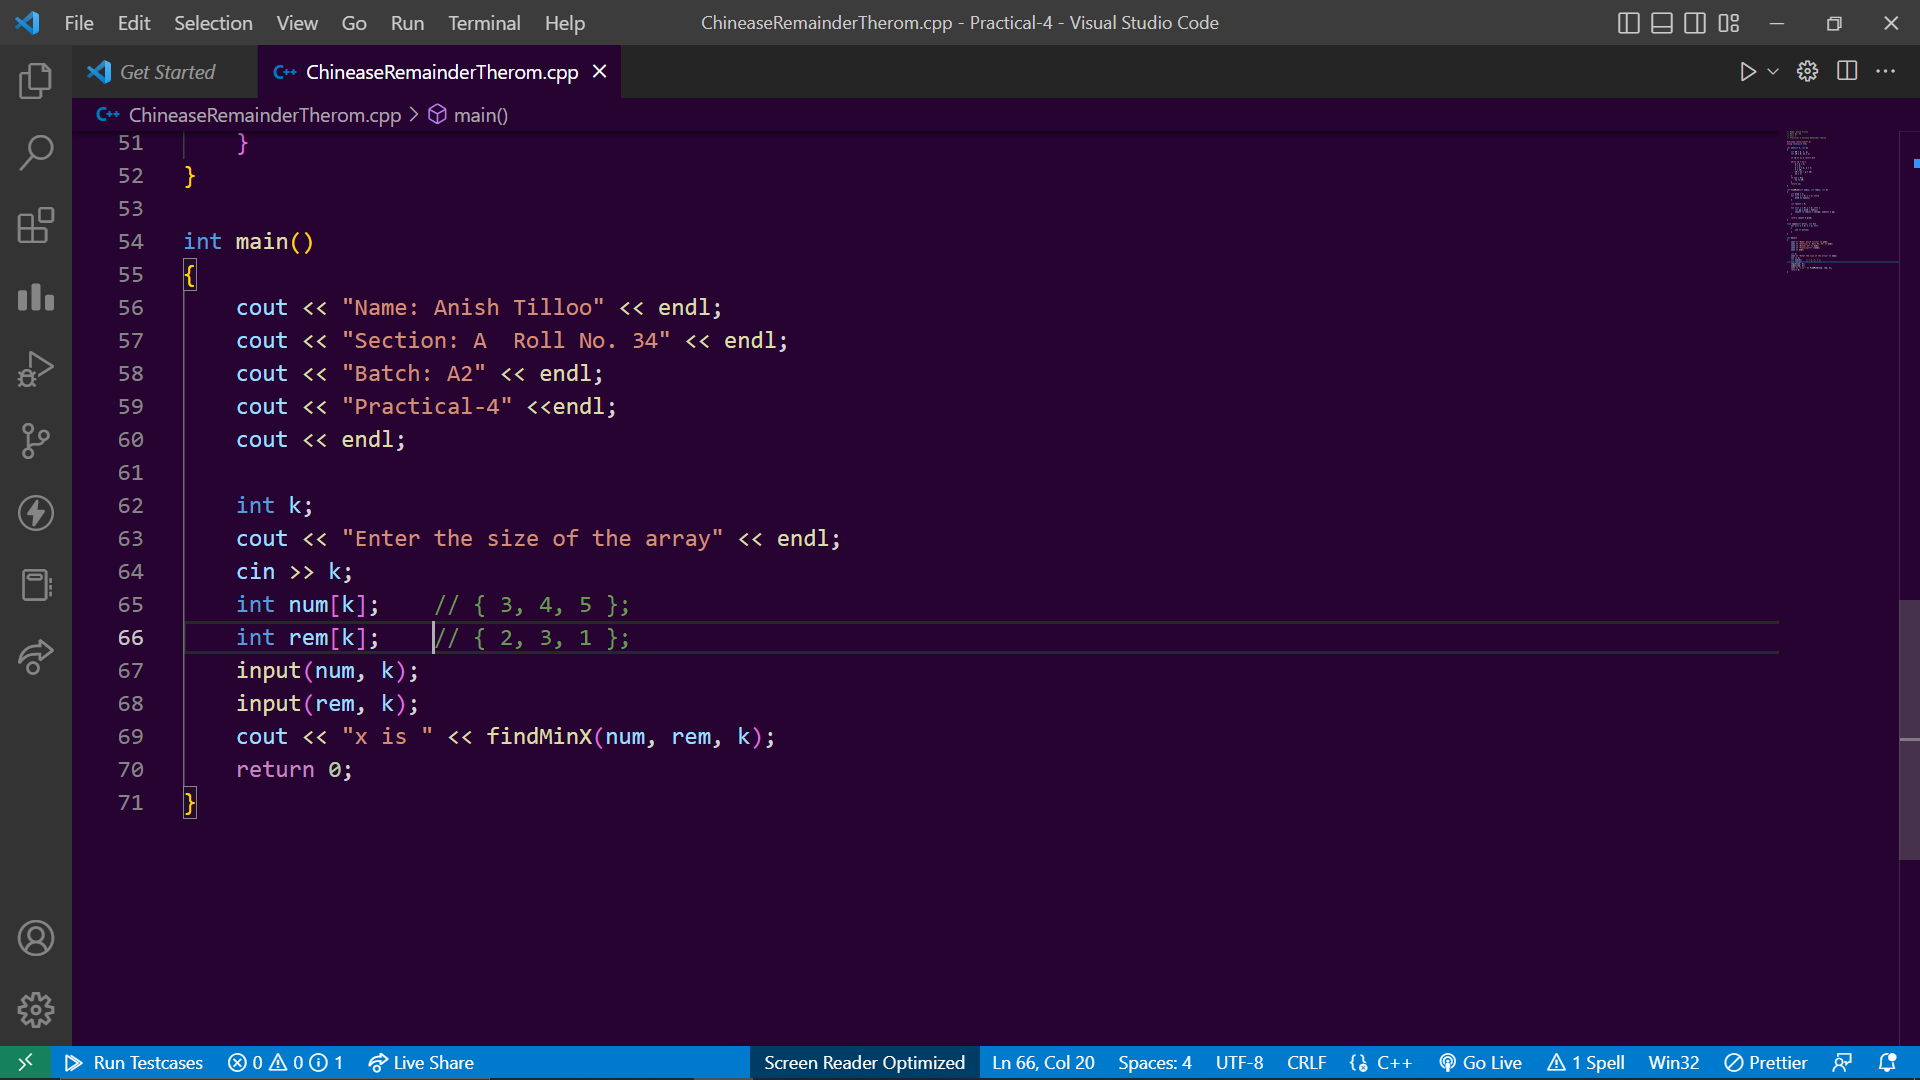 File Edit Selection View Go Run Terminal Help ChineaseRemainderTherom.cpp - Practical-4 - Visual Studio Code
Get Started C++ ChineaseRemainderTherom.cpp
C++ ChineaseRemainderTherom.cpp > main()
51 }
52 }
53
54 int main()
55 {
56 cout << "Name: Anish Tilloo" << endl;
57 cout << "Section: A  Roll No. 34" << endl;
58 cout << "Batch: A2" << endl;
59 cout << "Practical-4" <<endl;
60 cout << endl;
61
62 int k;
63 cout << "Enter the size of the array" << endl;
64 cin >> k;
65 int num[k];    // { 3, 4, 5 };
66 int rem[k];    // { 2, 3, 1 };
67 input(num, k);
68 input(rem, k);
69 cout << "x is " << findMinX(num, rem, k);
70 return 0;
71 }
Run Testcases 0 0 1 Live Share Screen Reader Optimized Ln 66, Col 20 Spaces: 4 UTF-8 CRLF C++ Go Live 1 Spell Win32 Prettier